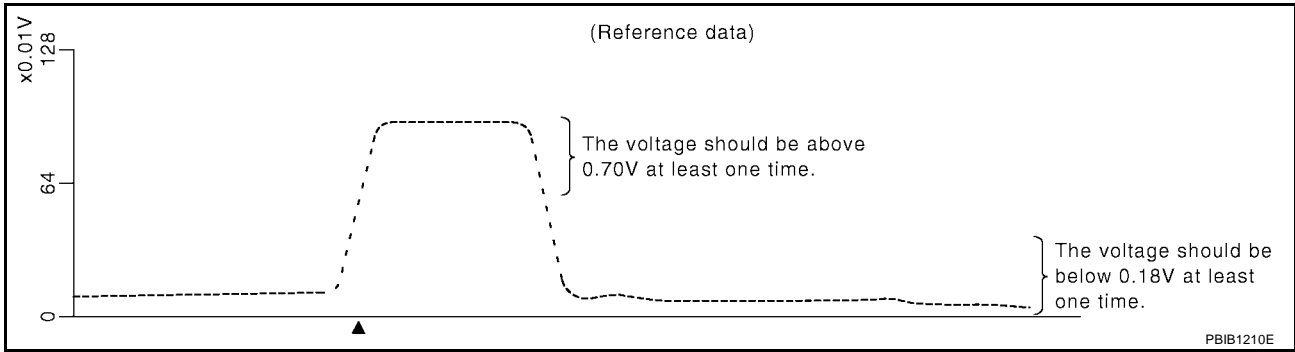 (Reference data)
x0.01V
128
64
0
The voltage should be above
0.70V at least one time.
The voltage should be
below 0.18V at least
one time.
PBIB1210E